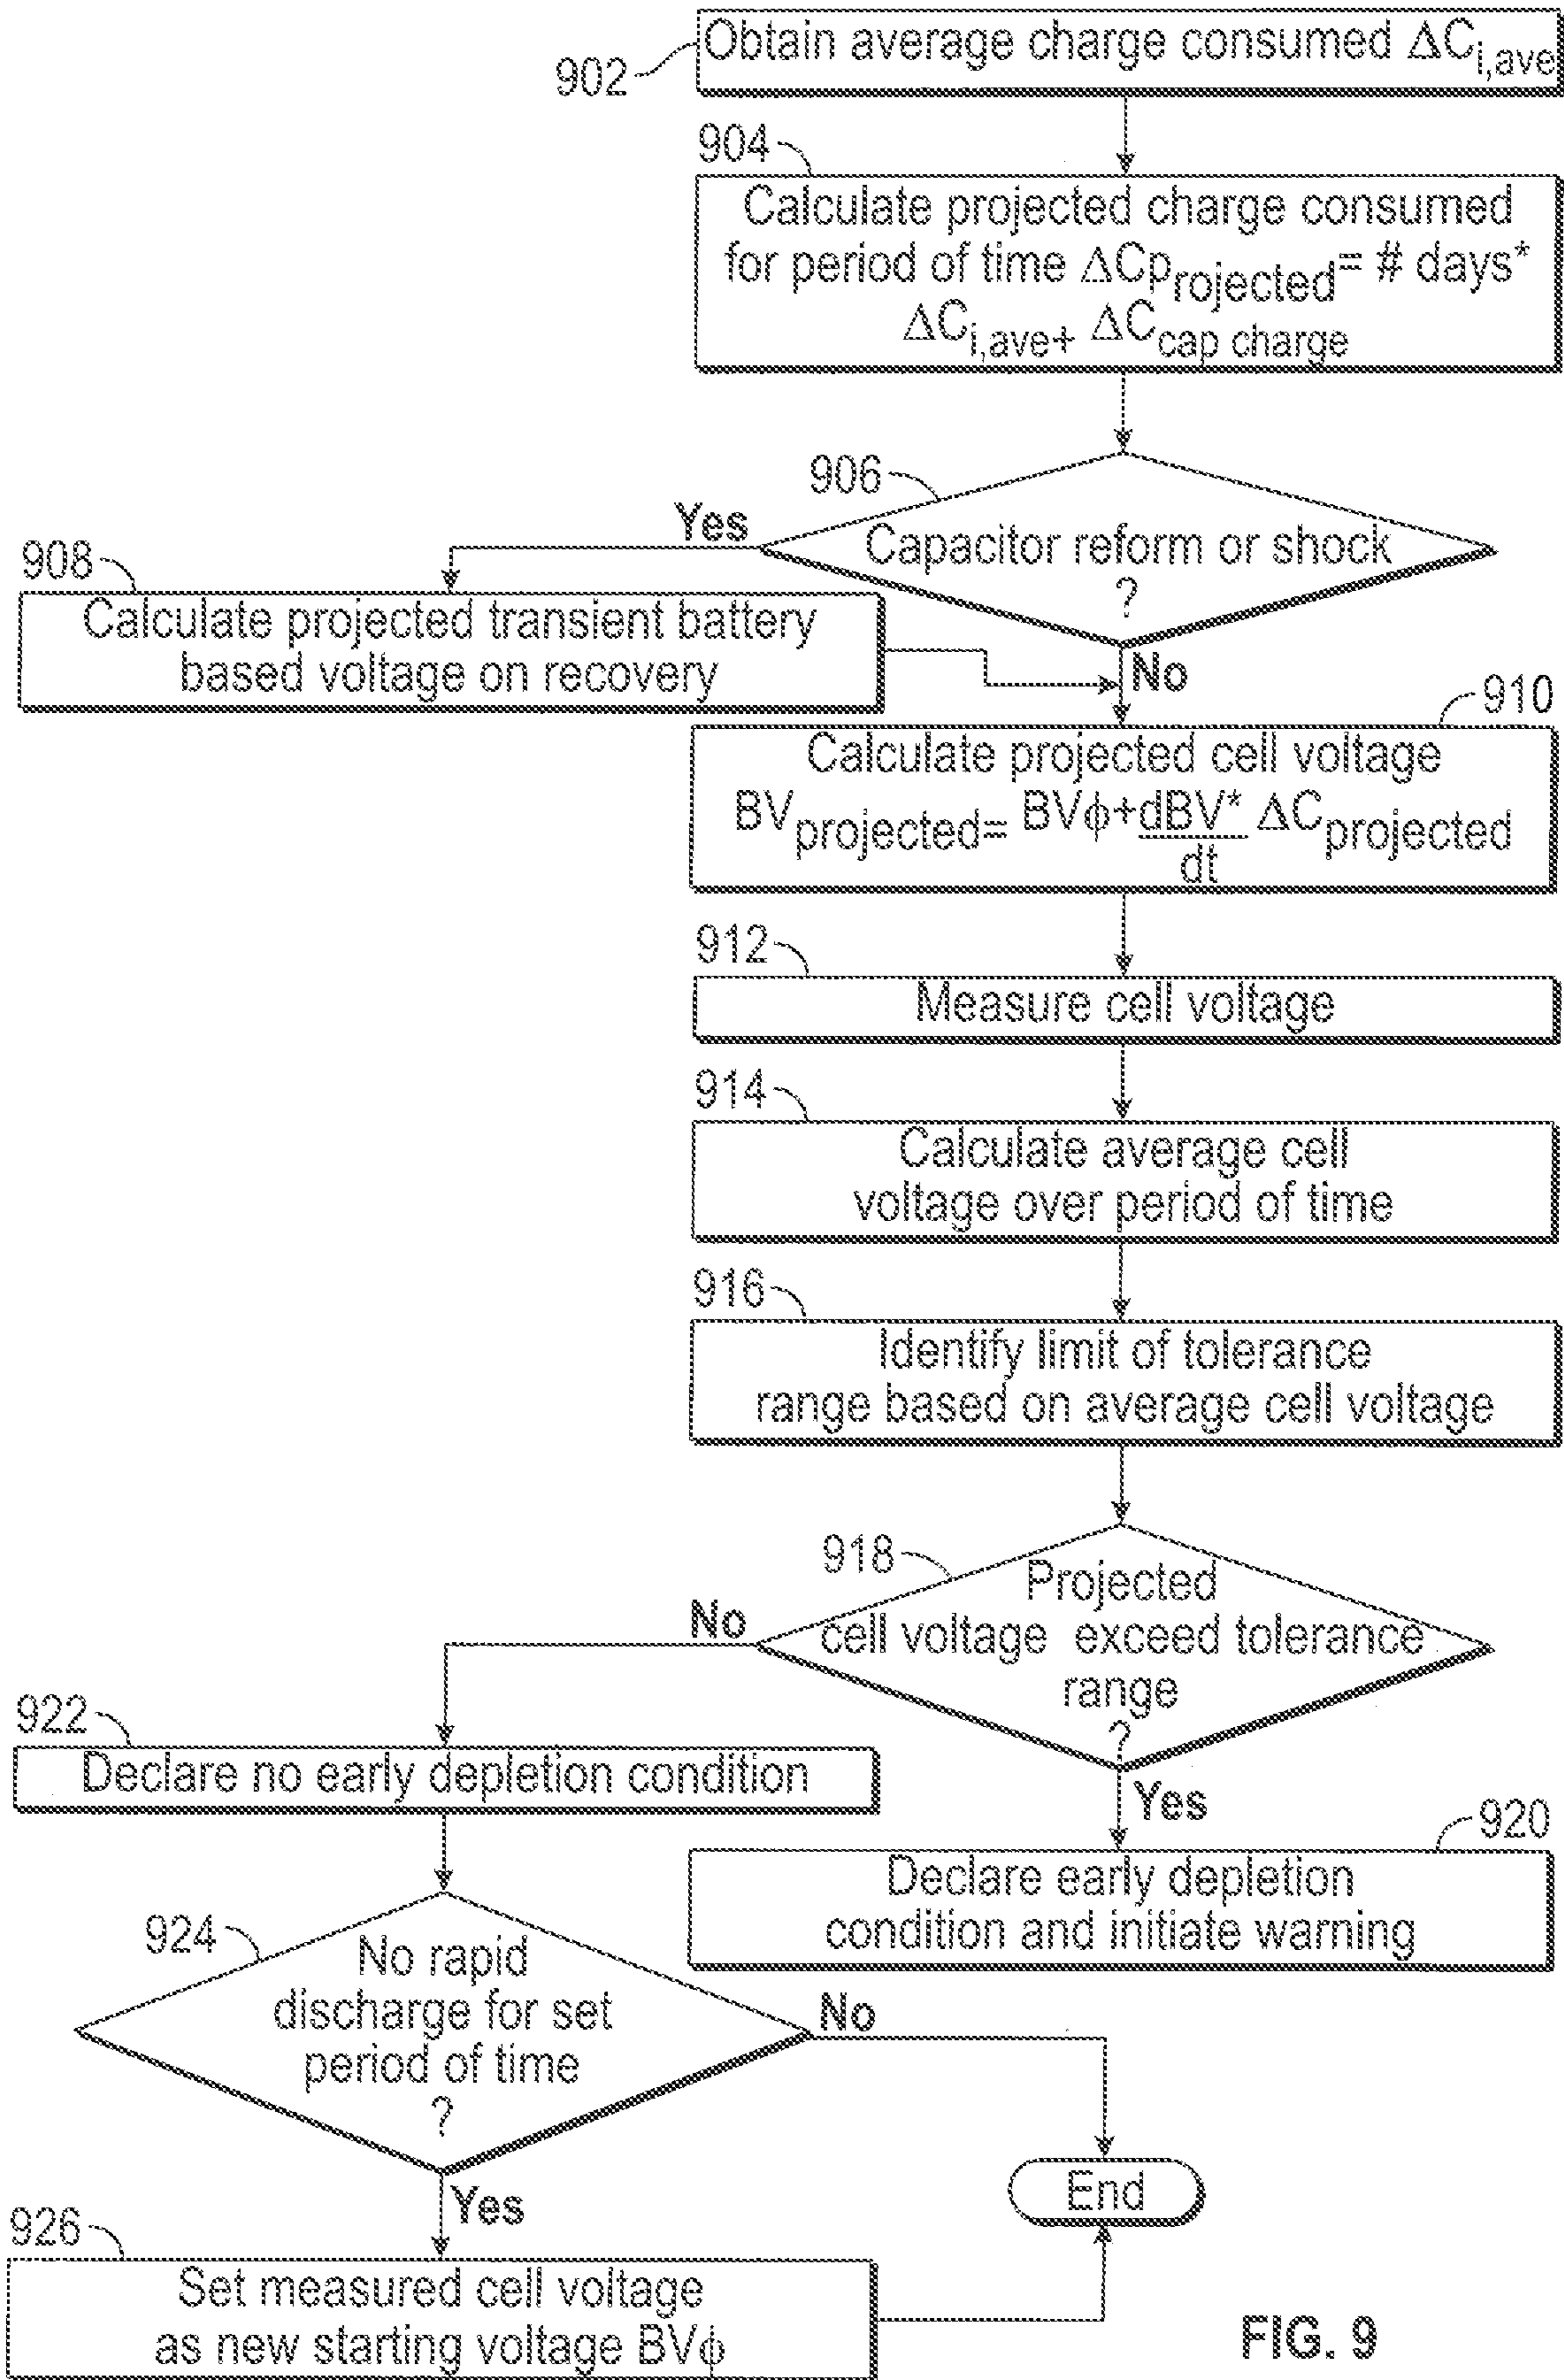 902
Obtain average charge consumed ΔCi,ave
904
Calculate projected charge consumed
for period of time ΔCprojected= # days*
ΔCi,ave+ ΔCcap charge
906
Capacitor reform or shock
?
Yes
No
908
Calculate projected transient battery
based voltage on recovery
910
Calculate projected cell voltage
BVprojected= BVϕ+dBV* ΔCprojected
dt
912
Measure cell voltage
914
Calculate average cell
voltage over period of time
916
Identify limit of tolerance
range based on average cell voltage
918
Projected
cell voltage exceed tolerance
range
?
No
Yes
920
Declare early depletion
condition and initiate warning
922
Declare no early depletion condition
924
No rapid
discharge for set
period of time
?
No
Yes
End
926
Set measured cell voltage
as new starting voltage BVϕ
FIG. 9